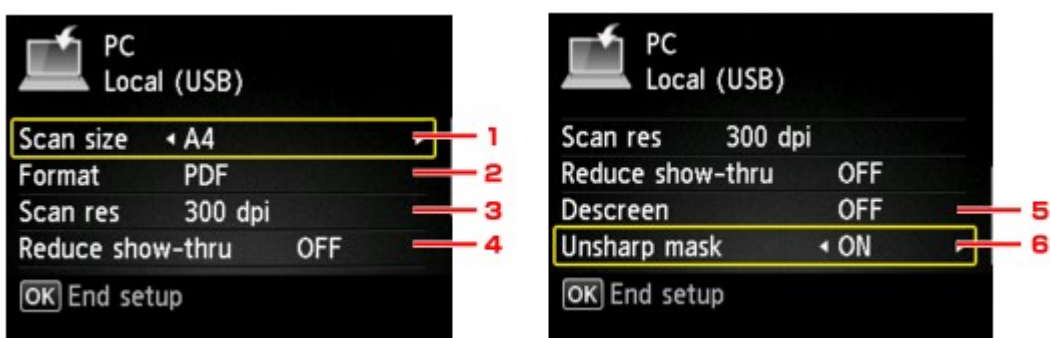 PC
Local (USB)
Scan size A4 1
Format PDF 2
Scan res 300 dpi 3
Reduce show-thru OFF 4
OK End setup
PC
Local (USB)
Scan res 300 dpi
Reduce show-thru OFF
Descreen OFF 5
Unsharp mask ON 6
OK End setup